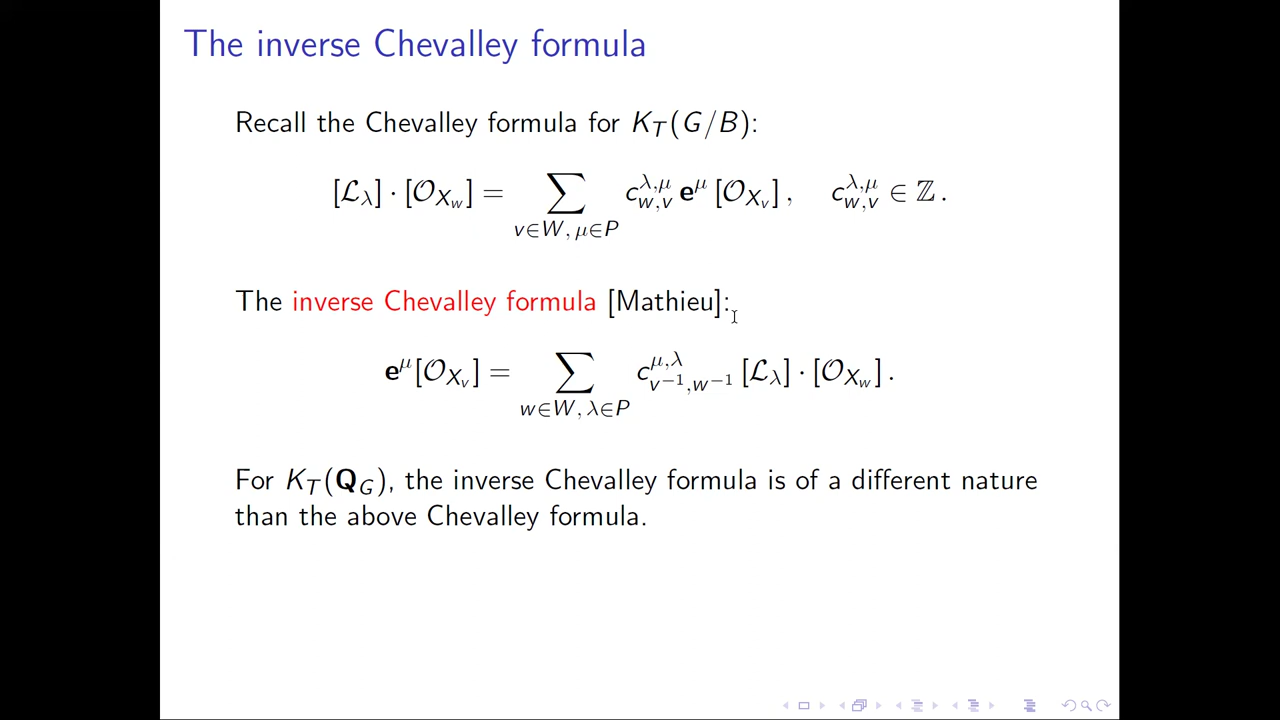 The inverse Chevalley formula
Recall the Chevalley formula for $K_T(G/B)$:
$[\mathcal{L}_\lambda] \cdot [\mathcal{O}_{X_w}] = \sum_{v \in W, \mu \in P} c_{w,v}^{\lambda,\mu} \, \mathbf{e}^\mu \, [\mathcal{O}_{X_v}] \, , \quad c_{w,v}^{\lambda,\mu} \in \mathbb{Z} \, .$
The inverse Chevalley formula [Mathieu]:
$\mathbf{e}^\mu [\mathcal{O}_{X_v}] = \sum_{w \in W, \lambda \in P} c_{v^{-1},w^{-1}}^{\mu,\lambda} \, [\mathcal{L}_\lambda] \cdot [\mathcal{O}_{X_w}] \, .$
For $K_T(\mathbf{Q}_G)$, the inverse Chevalley formula is of a different nature
than the above Chevalley formula.